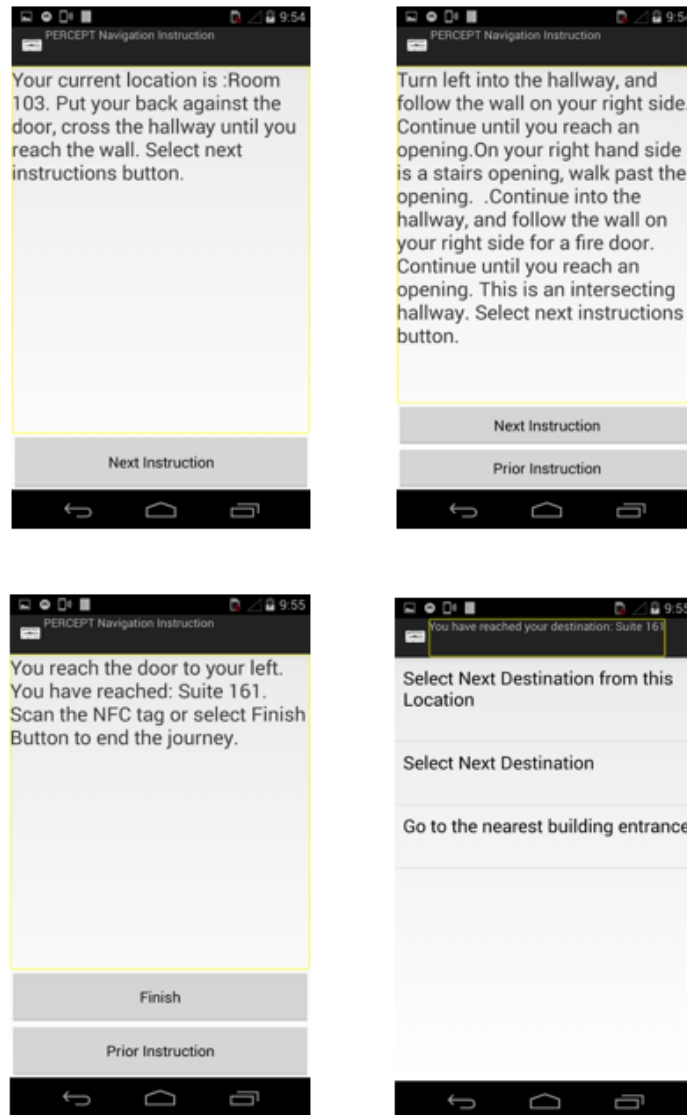 9:54
PERCEPT Navigation Instruction
Your current location is :Room
103. Put your back against the
door, cross the hallway until you
reach the wall. Select next
instructions button.
Next Instruction
9:54
PERCEPT Navigation Instruction
Turn left into the hallway, and
follow the wall on your right side.
Continue until you reach an
opening.On your right hand side
is a stairs opening, walk past the
opening.  .Continue into the
hallway, and follow the wall on
your right side for a fire door.
Continue until you reach an
opening. This is an intersecting
hallway. Select next instructions
button.
Next Instruction
Prior Instruction
9:55
PERCEPT Navigation Instruction
You reach the door to your left.
You have reached: Suite 161.
Scan the NFC tag or select Finish
Button to end the journey.
Finish
Prior Instruction
9:55
You have reached your destination: Suite 161
Select Next Destination from this
Location
Select Next Destination
Go to the nearest building entrance